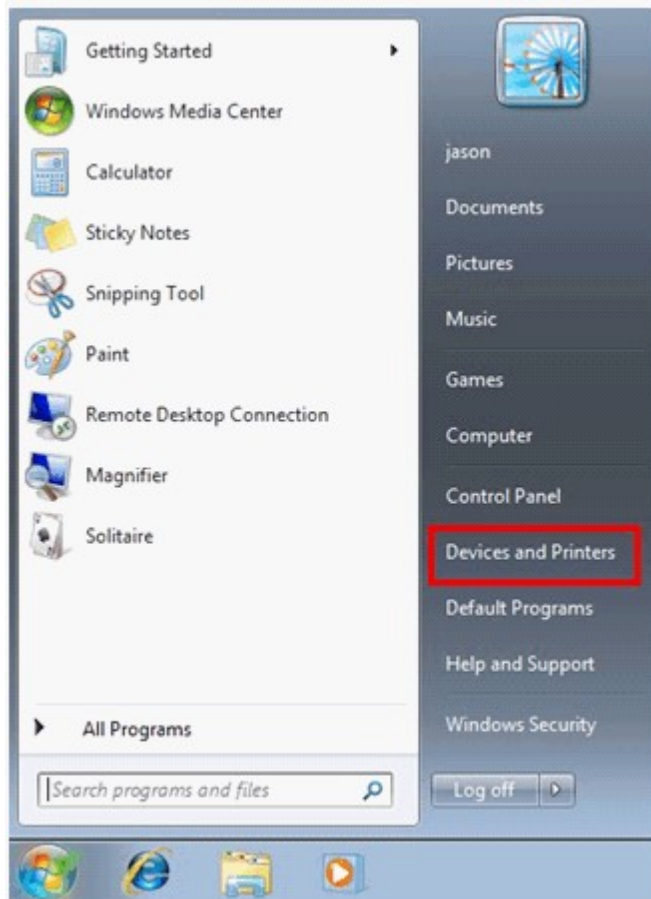 Getting Started
Windows Media Center
Calculator
Sticky Notes
Snipping Tool
Paint
Remote Desktop Connection
Magnifier
Solitaire
All Programs
Search programs and files
jason
Documents
Pictures
Music
Games
Computer
Control Panel
Devices and Printers
Default Programs
Help and Support
Windows Security
Log off